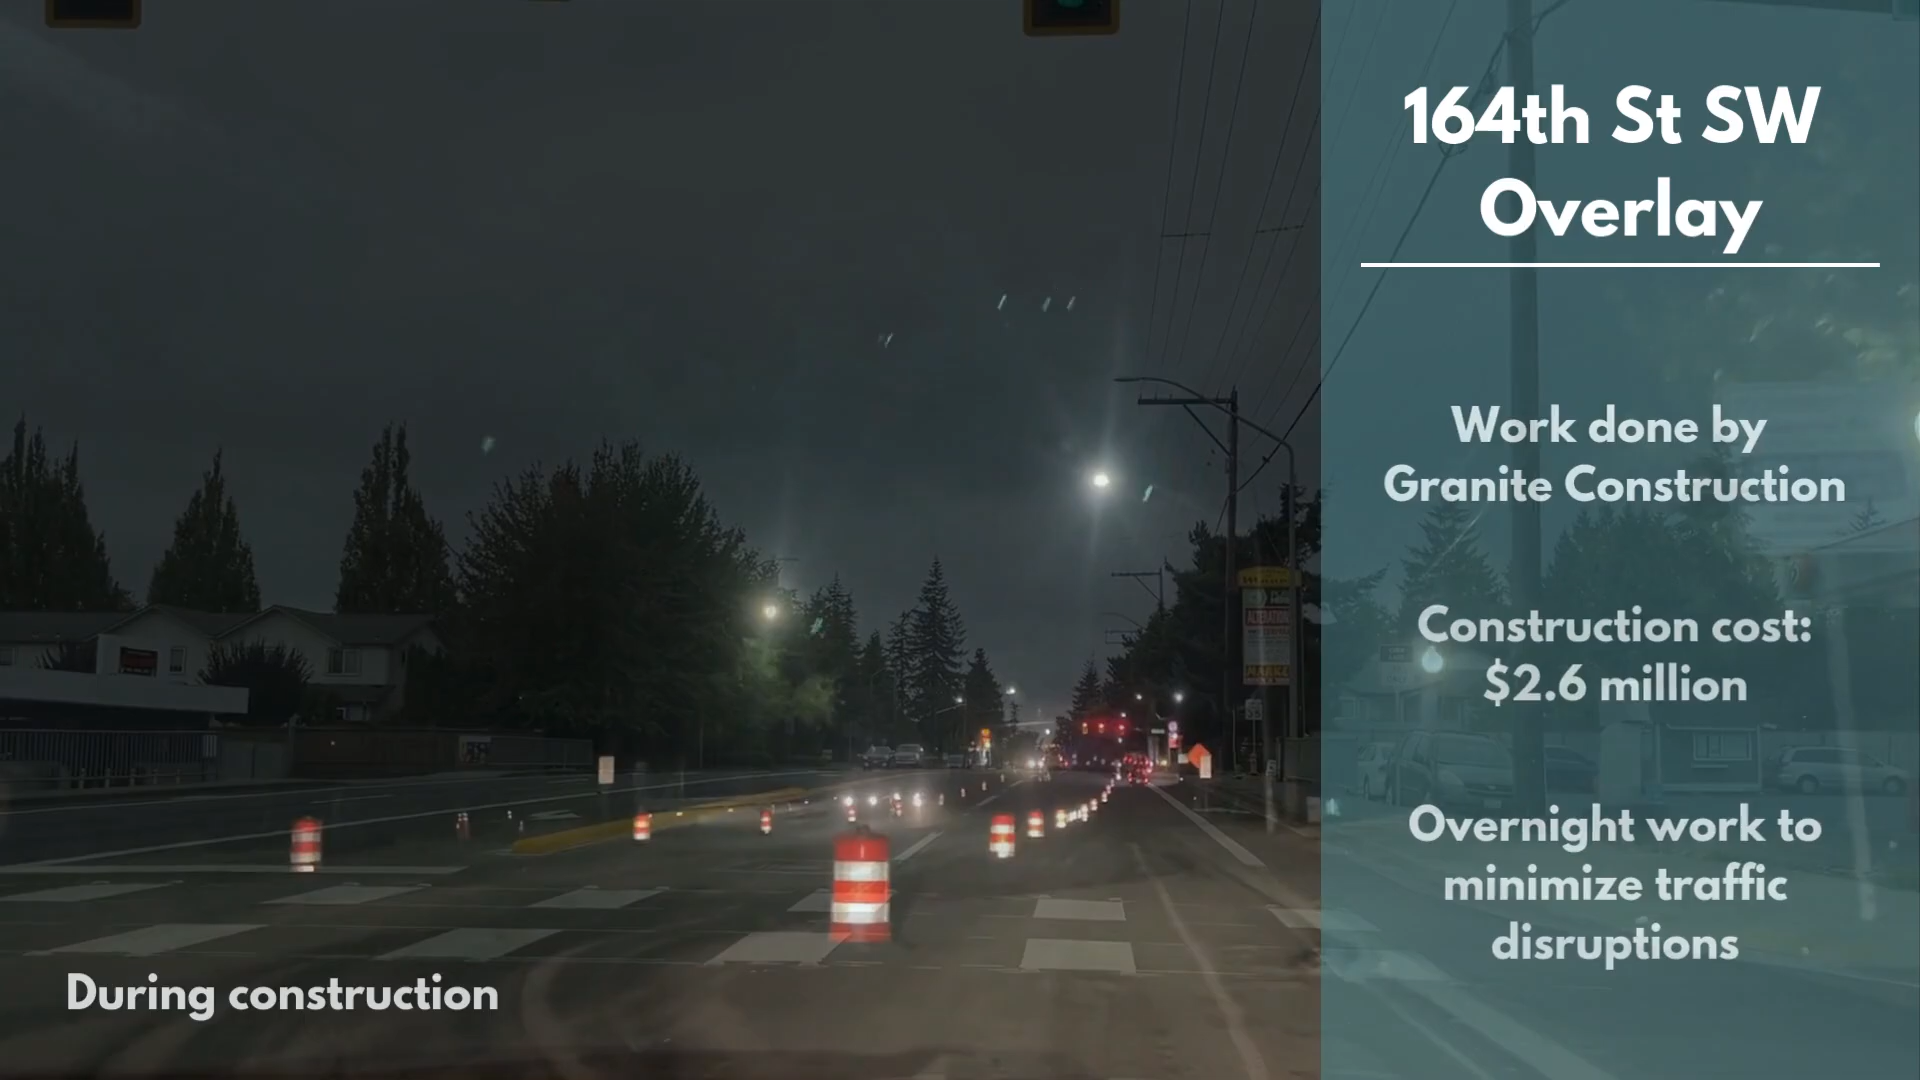 164th St SW
Overlay
Work done by
Granite Construction
Construction cost:
$2.6 million
Overnight work to
minimize traffic
disruptions
During construction